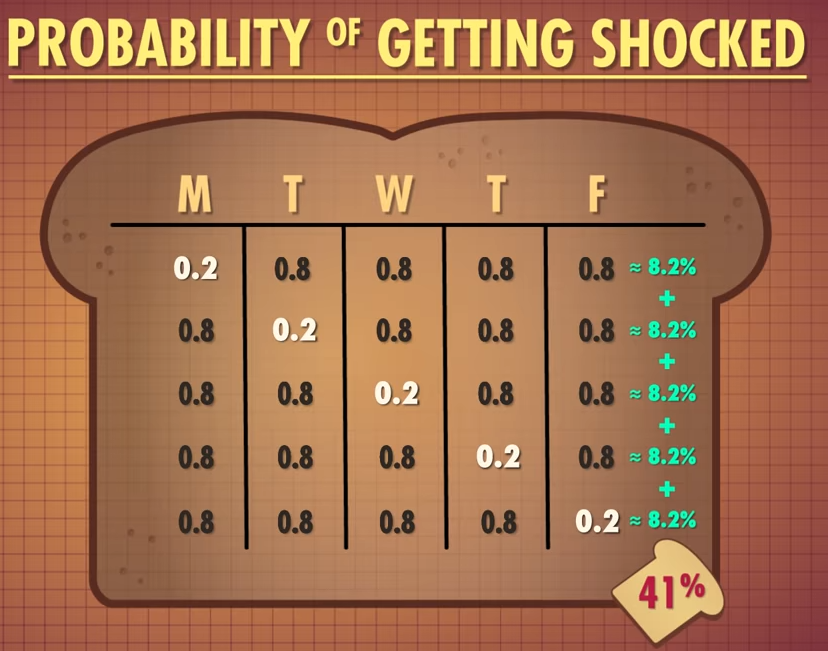 PROBABILITY OF GETTING SHOCKED
M T W T F
0.2 0.8 0.8 0.8 0.8 ≈ 8.2%
+
0.8 0.2 0.8 0.8 0.8 ≈ 8.2%
+
0.8 0.8 0.2 0.8 0.8 ≈ 8.2%
+
0.8 0.8 0.8 0.2 0.8 ≈ 8.2%
+
0.8 0.8 0.8 0.8 0.2 ≈ 8.2%
41%